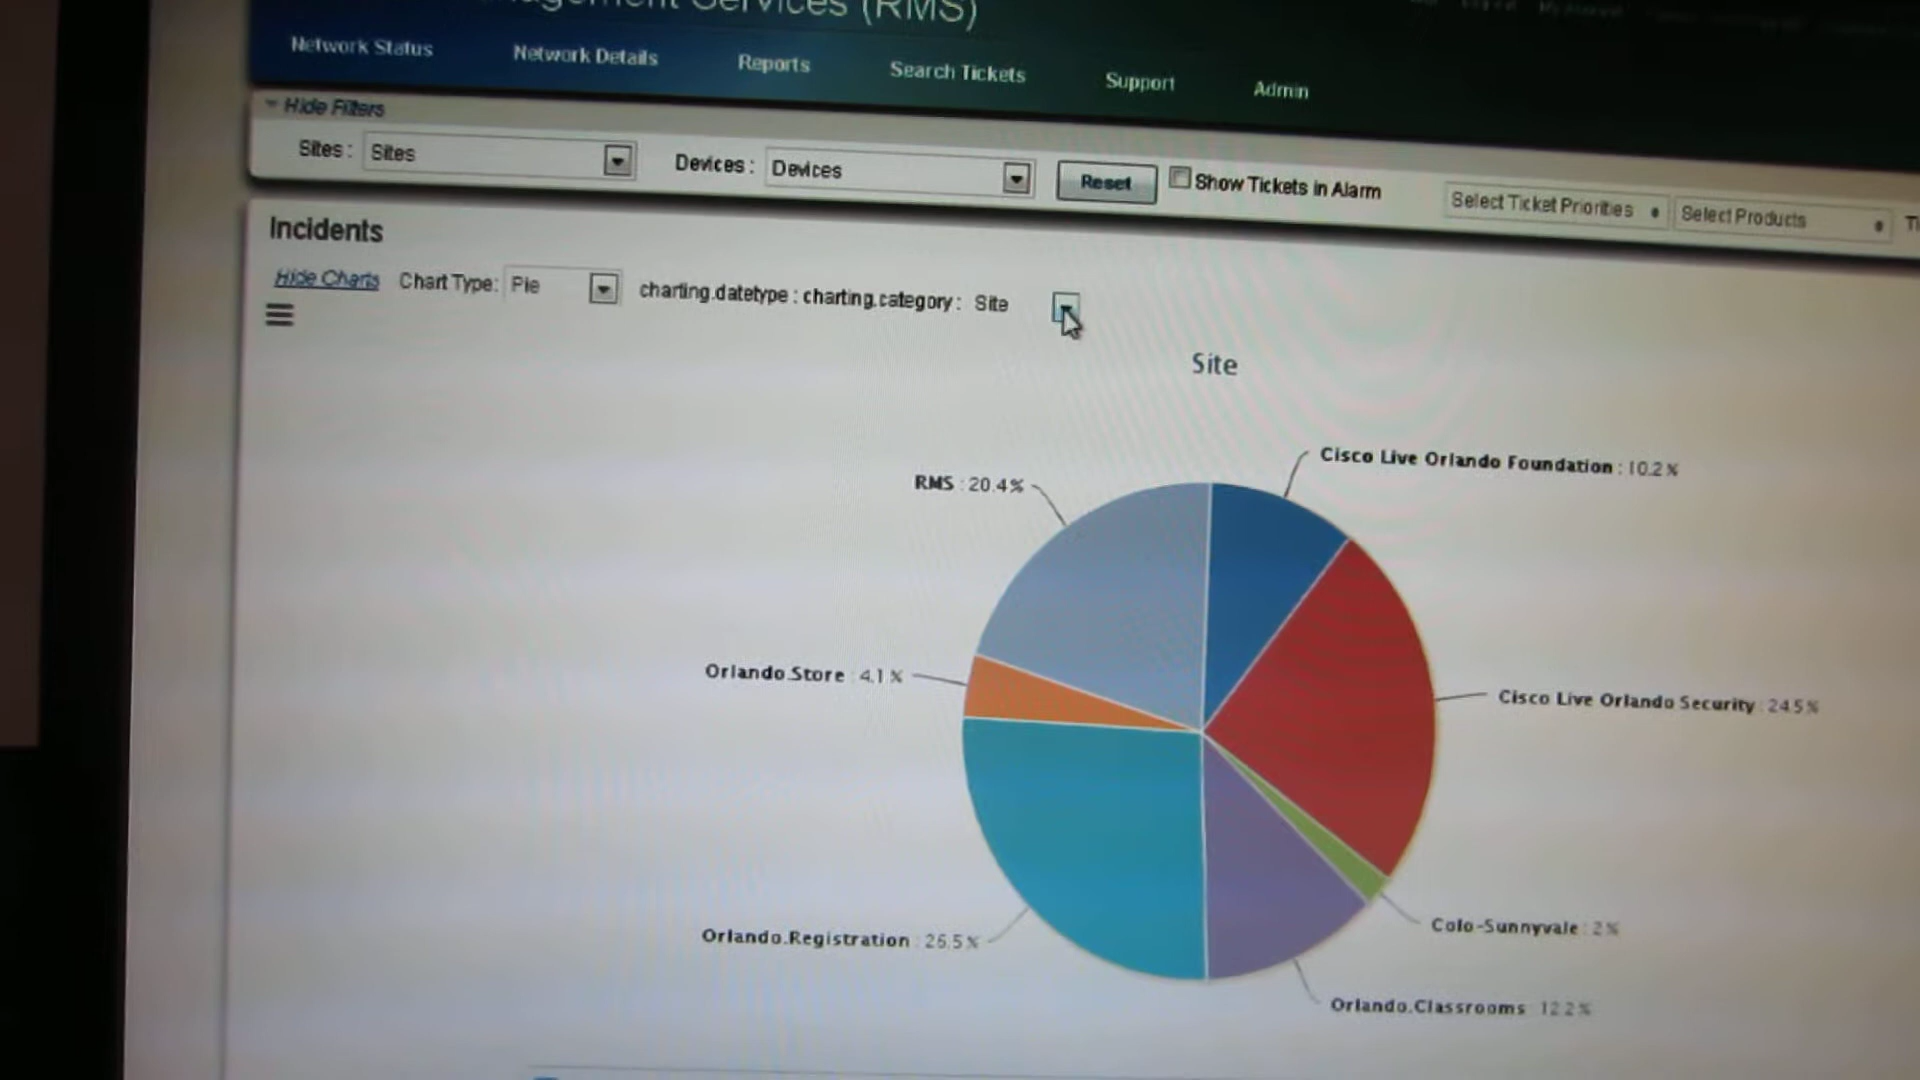 Services (RMS)
Network Status Network Details Reports Search Tickets Support Admin
Hide Filters
Sites : Sites Devices : Devices Reset Show Tickets in Alarm Select Ticket Priorities Select Products
Incidents
Hide Charts Chart Type: Pie charting.datetype : charting.category : Site
Site
Cisco Live Orlando Foundation : 10.2 %
RMS : 20.4 %
Orlando.Store : 4.1 %
Cisco Live Orlando Security : 24.5 %
Orlando.Registration : 26.5 %
Colo-Sunnyvale : 2 %
Orlando.Classrooms : 12.2 %